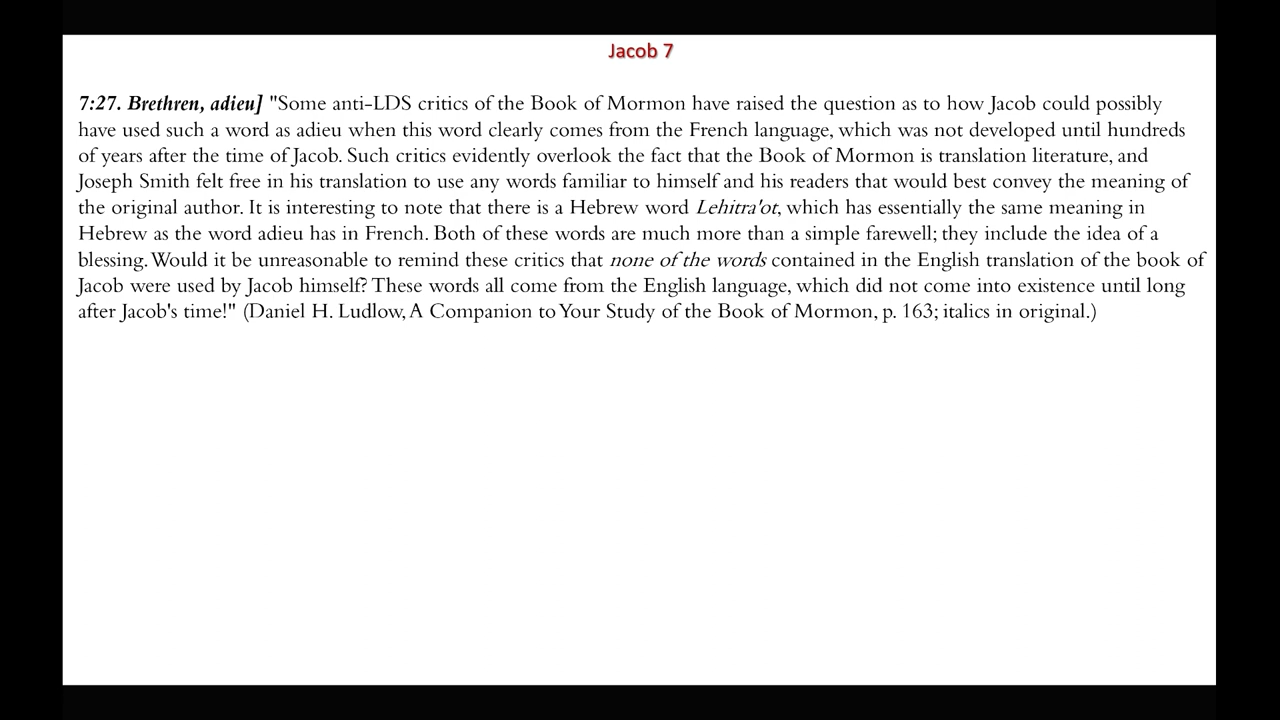 Jacob 7
7:27. Brethren, adieu] "Some anti-LDS critics of the Book of Mormon have raised the question as to how Jacob could possibly
have used such a word as adieu when this word clearly comes from the French language, which was not developed until hundreds
of years after the time of Jacob. Such critics evidently overlook the fact that the Book of Mormon is translation literature, and
Joseph Smith felt free in his translation to use any words familiar to himself and his readers that would best convey the meaning of
the original author. It is interesting to note that there is a Hebrew word Lehitra'ot, which has essentially the same meaning in
Hebrew as the word adieu has in French. Both of these words are much more than a simple farewell; they include the idea of a
blessing. Would it be unreasonable to remind these critics that none of the words contained in the English translation of the book of
Jacob were used by Jacob himself? These words all come from the English language, which did not come into existence until long
after Jacob's time!" (Daniel H. Ludlow, A Companion to Your Study of the Book of Mormon, p. 163; italics in original.)